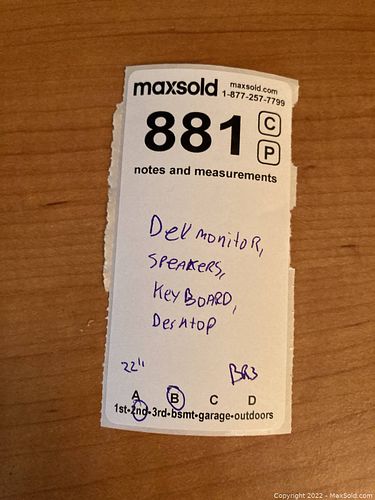 maxsold maxsold.com
1-877-257-7799
881 C
P
notes and measurements
Dell monitor,
SPEAKERS,
KeyBOARD,
Desktop
22" BR3
A B C D
1st-2nd-3rd-bsmt-garage-outdoors
Copyright © 2022 - MaxSold.com